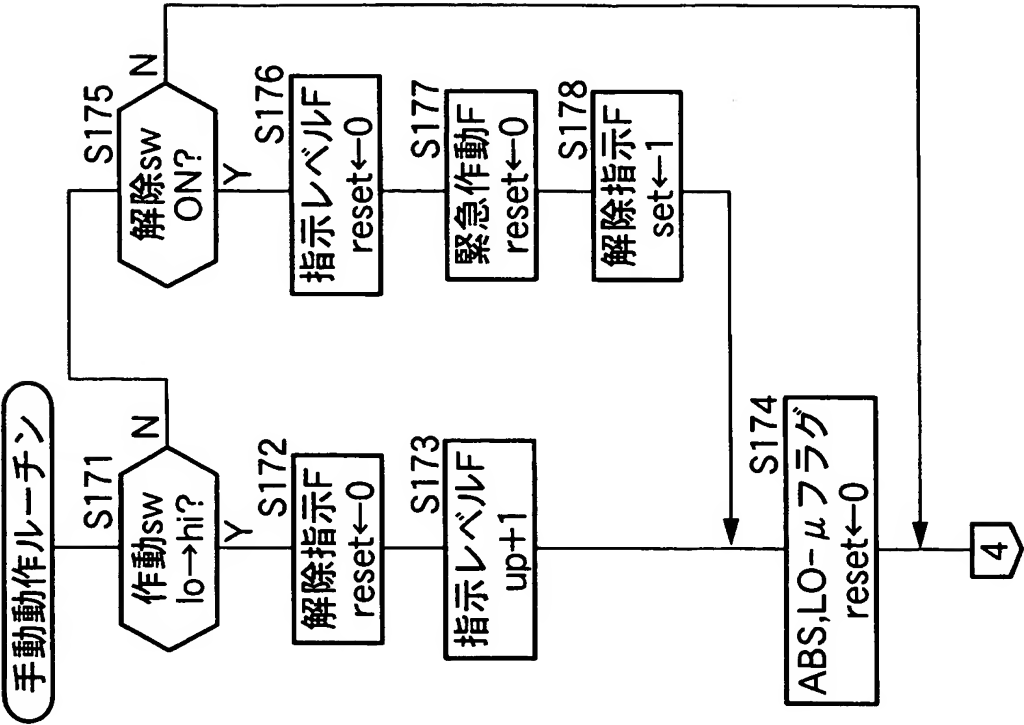 手動動作ルーチン
S171
作動sw
lo→hi?
N
Y
S172
解除指示F
reset←0
S173
指示レベルF
up+1
S175
解除sw
ON?
N
Y
S176
指示レベルF
reset←0
S177
緊急作動F
reset←0
S178
解除指示F
set←1
S174
ABS,LO-μフラグ
reset←0
4